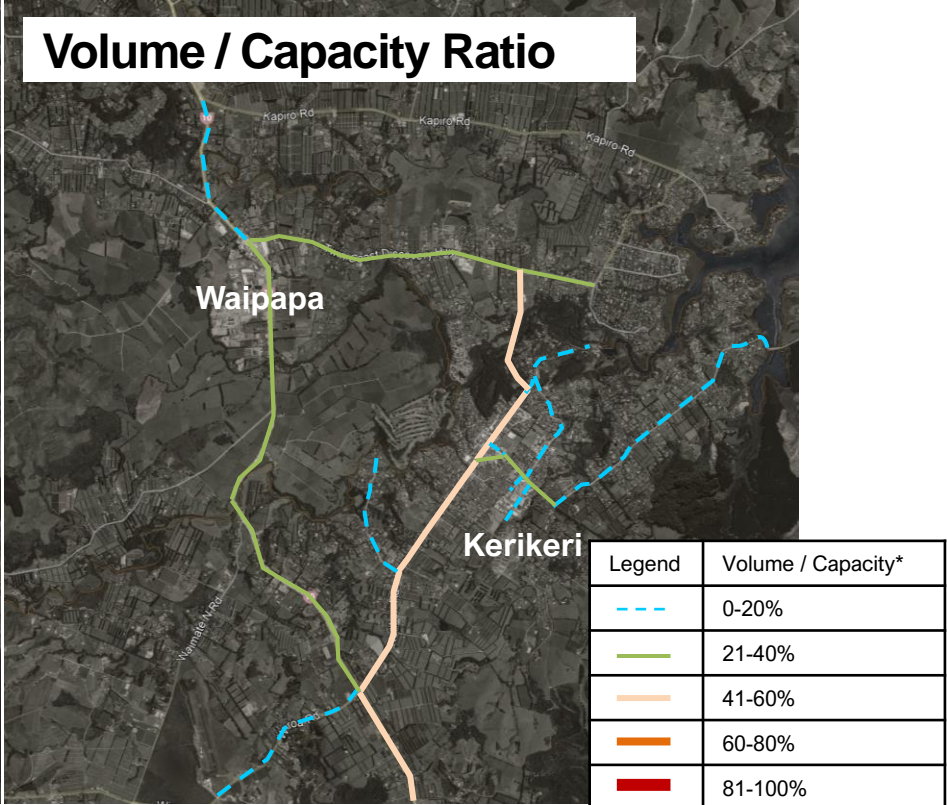 Volume / Capacity Ratio
10
Kapiro Rd
Kapiro Rd
Kapiro Rd
Waipapa
Kerikeri
Waimate N Rd
Legend Volume / Capacity*
0-20%
21-40%
41-60%
60-80%
81-100%